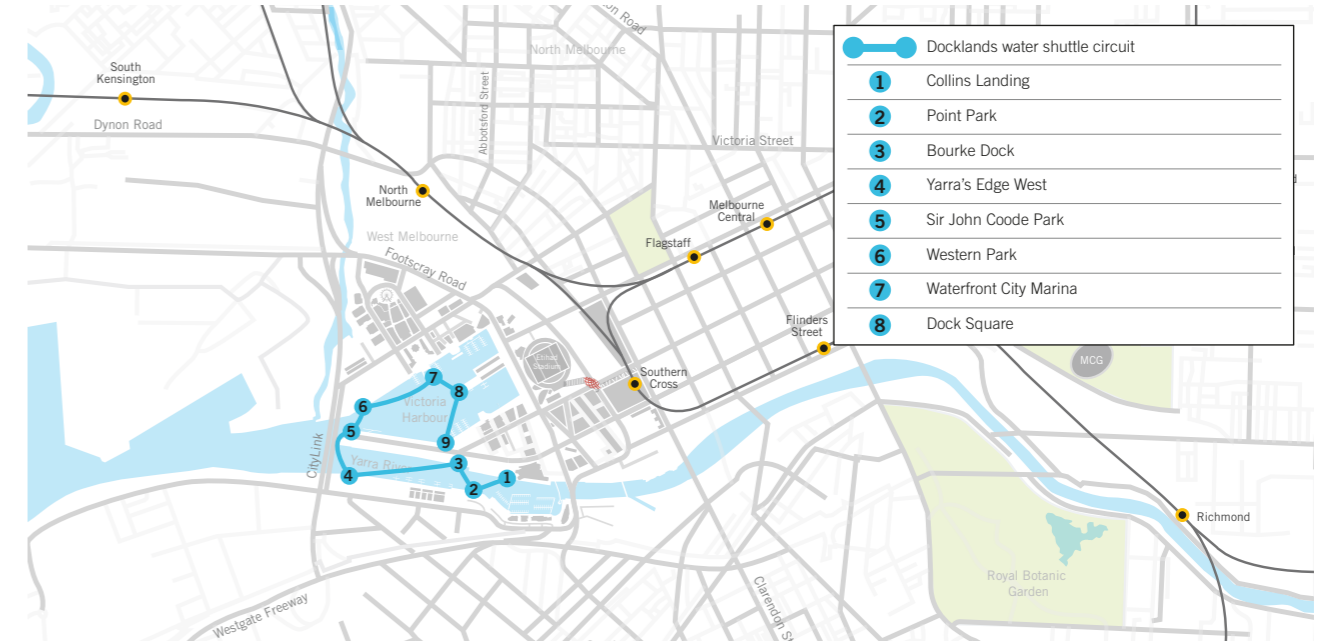 on Road
North Melbourne
South
Kensington
Dynon Road
Abbotsford Street
Victoria Street
North
Melbourne
Melbourne
Central
West Melbourne
Flagstaff
Footscray Road
Flinders
Street
Etihad
Stadium
Southern
Cross
MCG
Victoria
Harbour
CityLink
Yarra River
7
8
6
5
9
3
4
2
1
Richmond
Royal Botanic
Garden
Westgate Freeway
Clarendon St
Docklands water shuttle circuit
1 Collins Landing
2 Point Park
3 Bourke Dock
4 Yarra's Edge West
5 Sir John Coode Park
6 Western Park
7 Waterfront City Marina
8 Dock Square